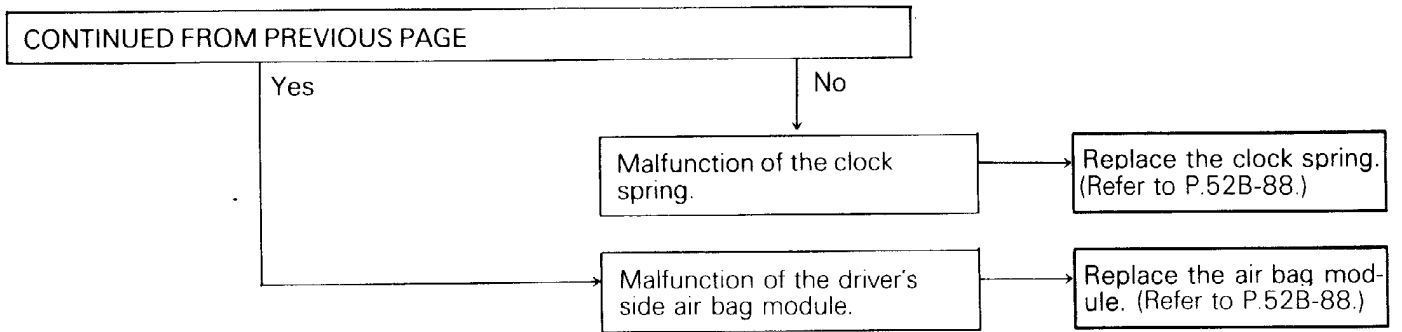 CONTINUED FROM PREVIOUS PAGE
Yes
No
Malfunction of the clock
spring.
Replace the clock spring.
(Refer to P.52B-88.)
Malfunction of the driver's
side air bag module.
Replace the air bag mod-
ule. (Refer to P.52B-88.)